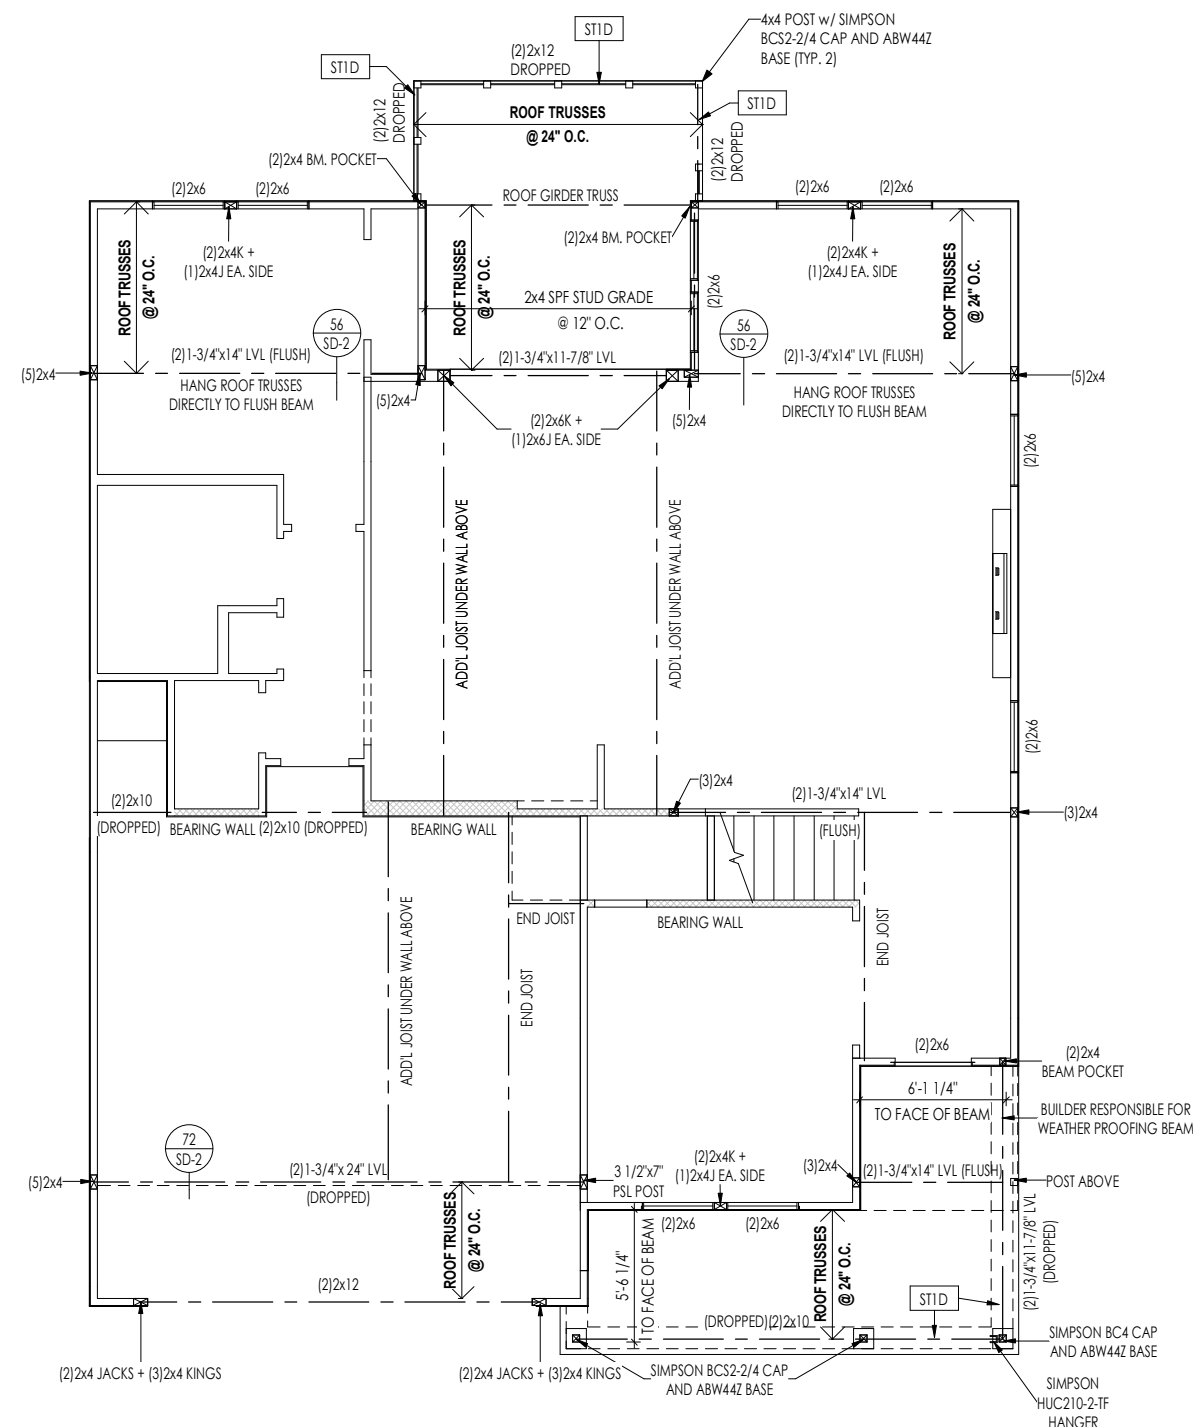 4x4 POST w/ SIMPSON
BCS2-2/4 CAP AND ABW44Z
BASE (TYP. 2)
ST1D
(2)2x12
DROPPED
ST1D
ST1D
(2)2x12
DROPPED
ROOF TRUSSES
@ 24" O.C.
(2)2x12
DROPPED
(2)2x4 BM. POCKET
(2)2x6
(2)2x6
ROOF GIRDER TRUSS
(2)2x6
(2)2x6
(2)2x4K +
(1)2x4J EA. SIDE
(2)2x4 BM. POCKET
(2)2x4K +
(1)2x4J EA. SIDE
ROOF TRUSSES
@ 24" O.C.
ROOF TRUSSES
@ 24" O.C.
ROOF TRUSSES
@ 24" O.C.
(2)2x6
2x4 SPF STUD GRADE
@ 12" O.C.
56
SD-2
56
SD-2
(2)1-3/4"x14" LVL (FLUSH)
(2)1-3/4"x11-7/8" LVL
(2)1-3/4"x14" LVL (FLUSH)
(5)2x4
HANG ROOF TRUSSES
DIRECTLY TO FLUSH BEAM
(5)2x4
(2)2x6K +
(1)2x6J EA. SIDE
(5)2x4
HANG ROOF TRUSSES
DIRECTLY TO FLUSH BEAM
(5)2x4
(2)2x6
ADD'L JOIST UNDER WALL ABOVE
ADD'L JOIST UNDER WALL ABOVE
(2)2x6
(3)2x4
(2)1-3/4"x14" LVL
(FLUSH)
(3)2x4
(2)2x10
(DROPPED)
BEARING WALL
(2)2x10 (DROPPED)
BEARING WALL
END JOIST
BEARING WALL
END JOIST
ADD'L JOIST UNDER WALL ABOVE
END JOIST
(2)2x6
(2)2x4
BEAM POCKET
6'-1 1/4"
TO FACE OF BEAM
BUILDER RESPONSIBLE FOR
WEATHER PROOFING BEAM
72
SD-2
(5)2x4
(2)1-3/4"x 24" LVL
(DROPPED)
3 1/2"x7"
PSL POST
(2)2x4K +
(1)2x4J EA. SIDE
(3)2x4
(2)1-3/4"x14" LVL (FLUSH)
POST ABOVE
(2)2x6
(2)2x6
(2)1-3/4"x11-7/8" LVL
(DROPPED)
ROOF TRUSSES
@ 24" O.C.
5'-6 1/4"
TO FACE OF BEAM
ROOF TRUSSES
@ 24" O.C.
(2)2x12
ST1D
(DROPPED)(2)2x10
(2)2x4 JACKS + (3)2x4 KINGS
(2)2x4 JACKS + (3)2x4 KINGS
SIMPSON BCS2-2/4 CAP
AND ABW44Z BASE
SIMPSON BC4 CAP
AND ABW44Z BASE
SIMPSON
HUC210-2-TF
HANGER